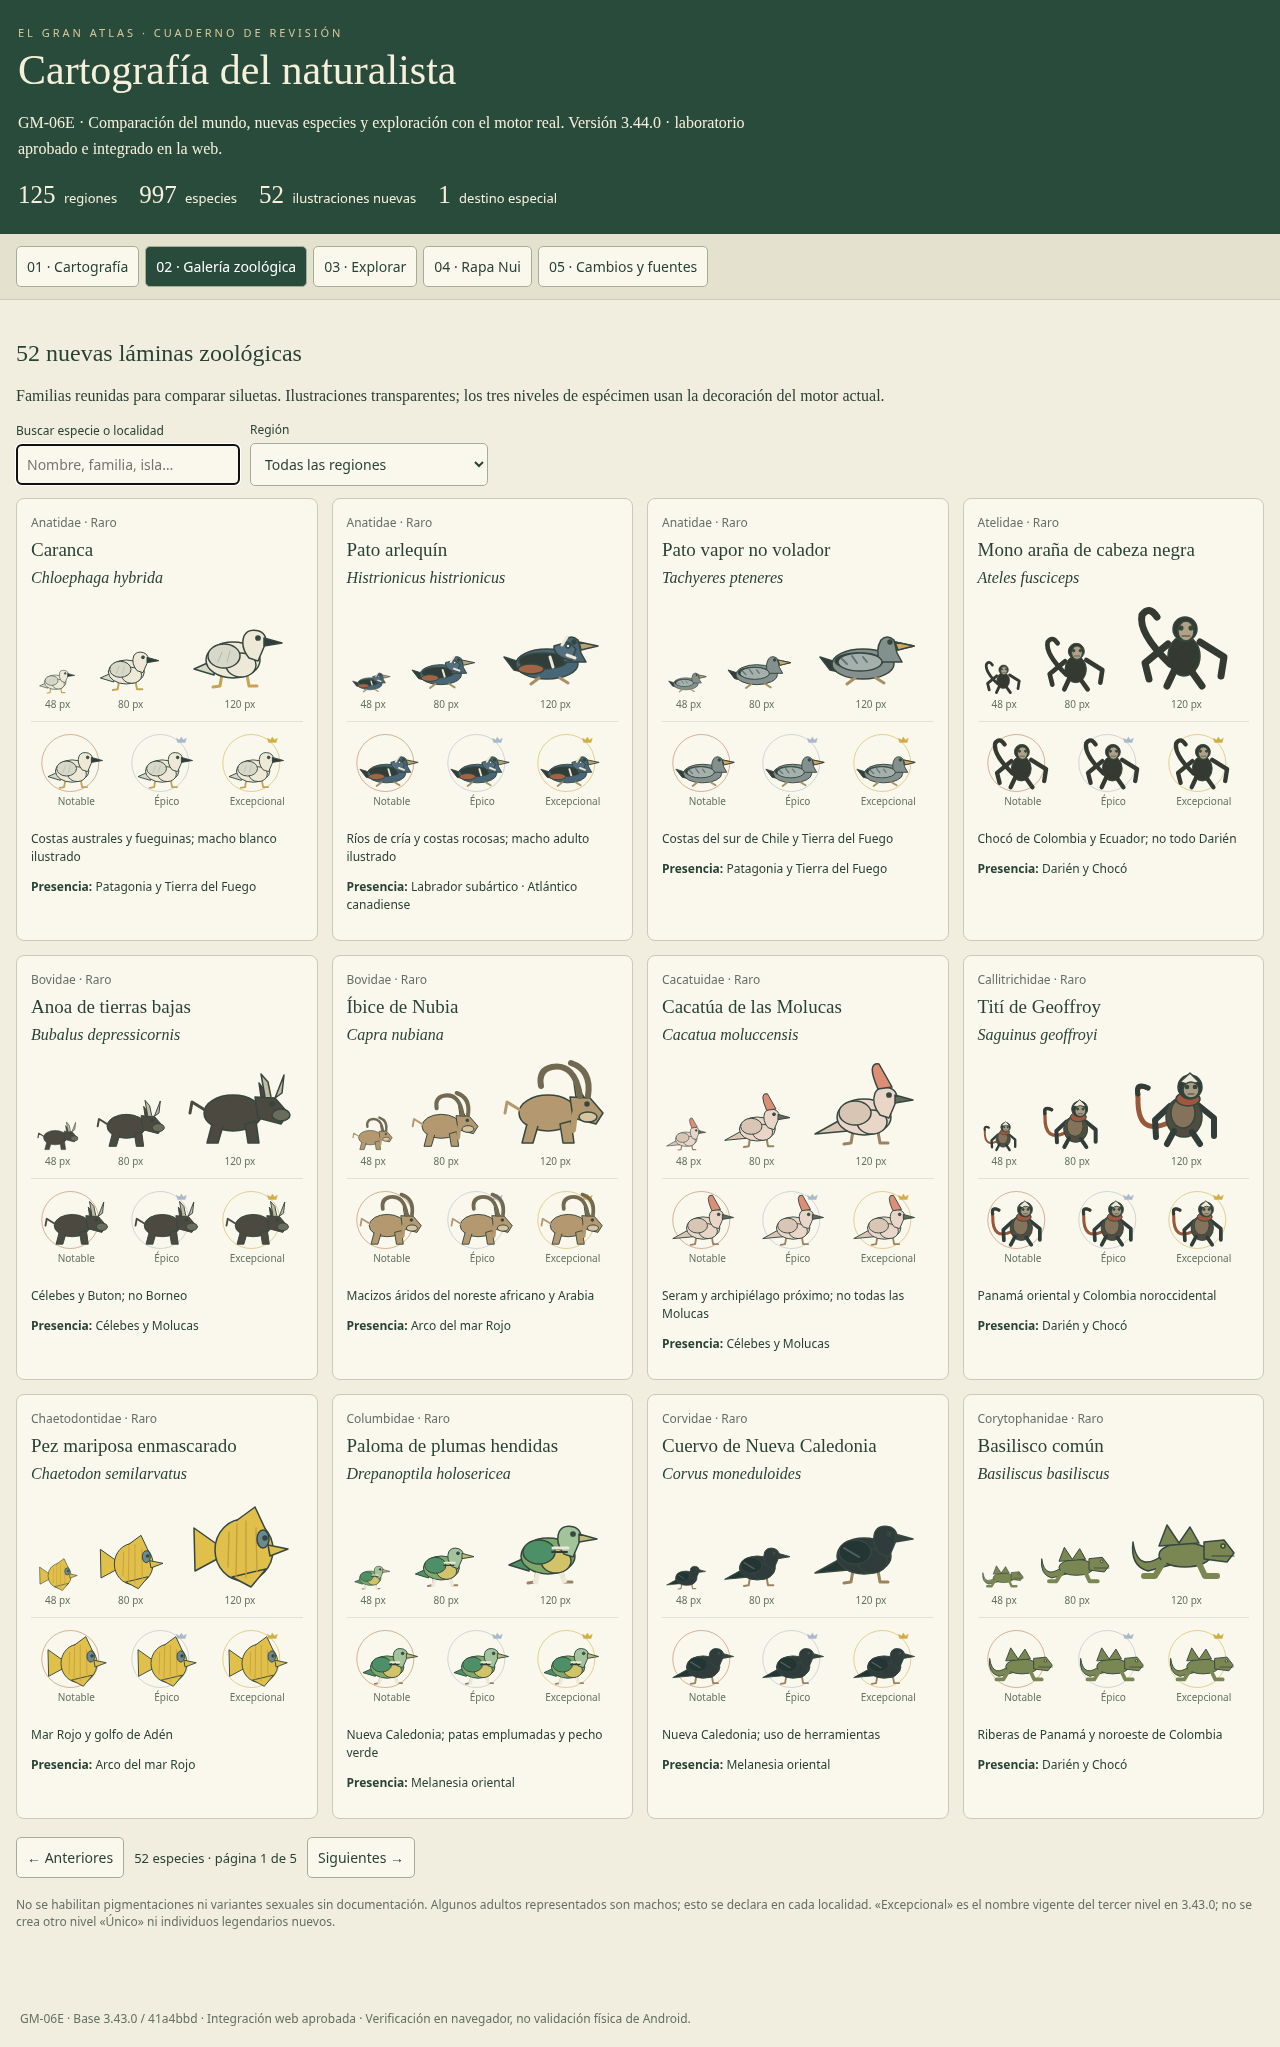 EL GRAN ATLAS · CUADERNO DE REVISIÓN
Cartografía del naturalista
GM-06E · Comparación del mundo, nuevas especies y exploración con el motor real. Versión 3.44.0 · laboratorio
aprobado e integrado en la web.
125 regiones 997 especies 52 ilustraciones nuevas 1 destino especial
01 · Cartografía 02 · Galería zoológica 03 · Explorar 04 · Rapa Nui 05 · Cambios y fuentes
52 nuevas láminas zoológicas
Familias reunidas para comparar siluetas. Ilustraciones transparentes; los tres niveles de espécimen usan la decoración del motor actual.
Buscar especie o localidad Región
Nombre, familia, isla... Todas las regiones
Anatidae · Raro
Caranca
Chloephaga hybrida
48 px 80 px 120 px
Notable Épico Excepcional
Costas australes y fueguinas; macho blanco
ilustrado
Presencia: Patagonia y Tierra del Fuego
Anatidae · Raro
Pato arlequín
Histrionicus histrionicus
48 px 80 px 120 px
Notable Épico Excepcional
Ríos de cría y costas rocosas; macho adulto
ilustrado
Presencia: Labrador subártico · Atlántico
canadiense
Anatidae · Raro
Pato vapor no volador
Tachyeres pteneres
48 px 80 px 120 px
Notable Épico Excepcional
Costas del sur de Chile y Tierra del Fuego
Presencia: Patagonia y Tierra del Fuego
Atelidae · Raro
Mono araña de cabeza negra
Ateles fusciceps
48 px 80 px 120 px
Notable Épico Excepcional
Chocó de Colombia y Ecuador; no todo Darién
Presencia: Darién y Chocó
Bovidae · Raro
Anoa de tierras bajas
Bubalus depressicornis
48 px 80 px 120 px
Notable Épico Excepcional
Célebes y Buton; no Borneo
Presencia: Célebes y Molucas
Bovidae · Raro
Íbice de Nubia
Capra nubiana
48 px 80 px 120 px
Notable Épico Excepcional
Macizos áridos del noreste africano y Arabia
Presencia: Arco del mar Rojo
Cacatuidae · Raro
Cacatúa de las Molucas
Cacatua moluccensis
48 px 80 px 120 px
Notable Épico Excepcional
Seram y archipiélago próximo; no todas las
Molucas
Presencia: Célebes y Molucas
Callitrichidae · Raro
Tití de Geoffroy
Saguinus geoffroyi
48 px 80 px 120 px
Notable Épico Excepcional
Panamá oriental y Colombia noroccidental
Presencia: Darién y Chocó
Chaetodontidae · Raro
Pez mariposa enmascarado
Chaetodon semilarvatus
48 px 80 px 120 px
Notable Épico Excepcional
Mar Rojo y golfo de Adén
Presencia: Arco del mar Rojo
Columbidae · Raro
Paloma de plumas hendidas
Drepanoptila holosericea
48 px 80 px 120 px
Notable Épico Excepcional
Nueva Caledonia; patas emplumadas y pecho
verde
Presencia: Melanesia oriental
Corvidae · Raro
Cuervo de Nueva Caledonia
Corvus moneduloides
48 px 80 px 120 px
Notable Épico Excepcional
Nueva Caledonia; uso de herramientas
Presencia: Melanesia oriental
Corytophanidae · Raro
Basilisco común
Basiliscus basiliscus
48 px 80 px 120 px
Notable Épico Excepcional
Riberas de Panamá y noroeste de Colombia
Presencia: Darién y Chocó
← Anteriores 52 especies · página 1 de 5 Siguientes →
No se habilitan pigmentaciones ni variantes sexuales sin documentación. Algunos adultos representados son machos; esto se declara en cada localidad. «Excepcional» es el nombre vigente del tercer nivel en 3.43.0; no se
crea otro nivel «Único» ni individuos legendarios nuevos.
GM-06E · Base 3.43.0 / 41a4bbd · Integración web aprobada · Verificación en navegador, no validación física de Android.